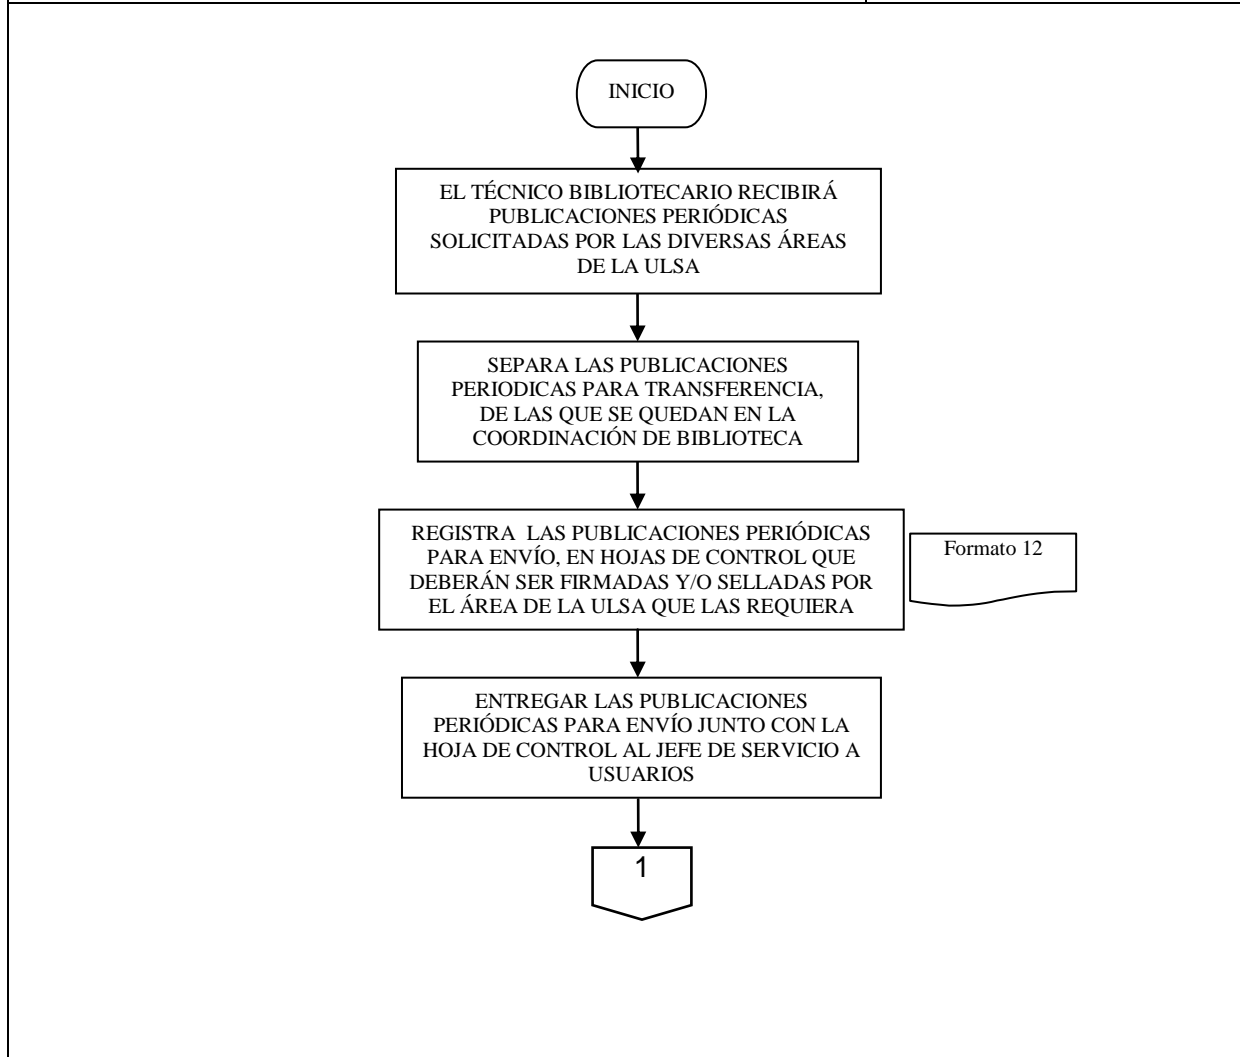 INICIO
EL TÉCNICO BIBLIOTECARIO RECIBIRÁ
PUBLICACIONES PERIÓDICAS
SOLICITADAS POR LAS DIVERSAS ÁREAS
DE LA ULSA
SEPARA LAS PUBLICACIONES
PERIODICAS PARA TRANSFERENCIA,
DE LAS QUE SE QUEDAN EN LA
COORDINACIÓN DE BIBLIOTECA
REGISTRA  LAS PUBLICACIONES PERIÓDICAS
PARA ENVÍO, EN HOJAS DE CONTROL QUE
DEBERÁN SER FIRMADAS Y/O SELLADAS POR
EL ÁREA DE LA ULSA QUE LAS REQUIERA
Formato 12
ENTREGAR LAS PUBLICACIONES
PERIÓDICAS PARA ENVÍO JUNTO CON LA
HOJA DE CONTROL AL JEFE DE SERVICIO A
USUARIOS
1